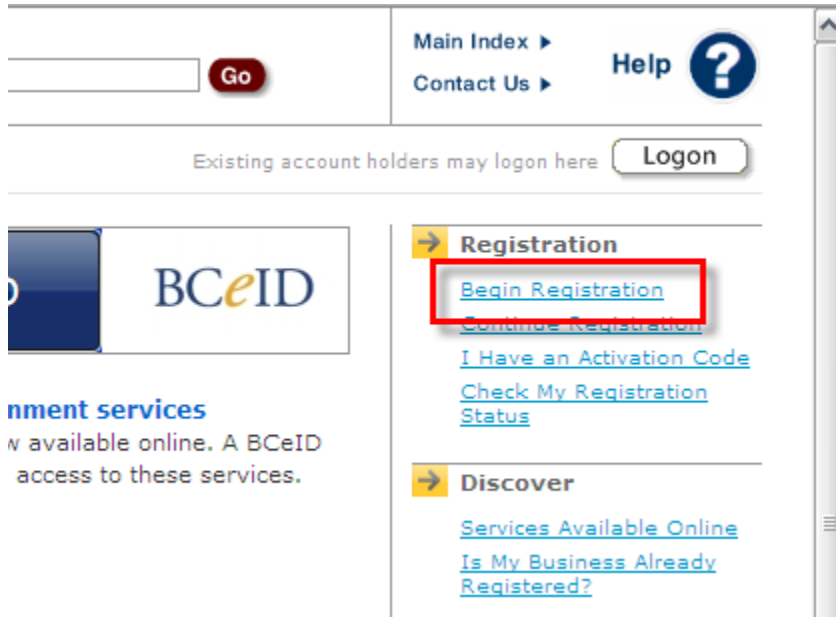 Main Index
Contact Us
Help
Go
Existing account holders may logon here
Logon
BCeID
nment services
available online. A BCeID
access to these services.
Registration
Begin Registration
Continue Registration
I Have an Activation Code
Check My Registration
Status
Discover
Services Available Online
Is My Business Already
Registered?